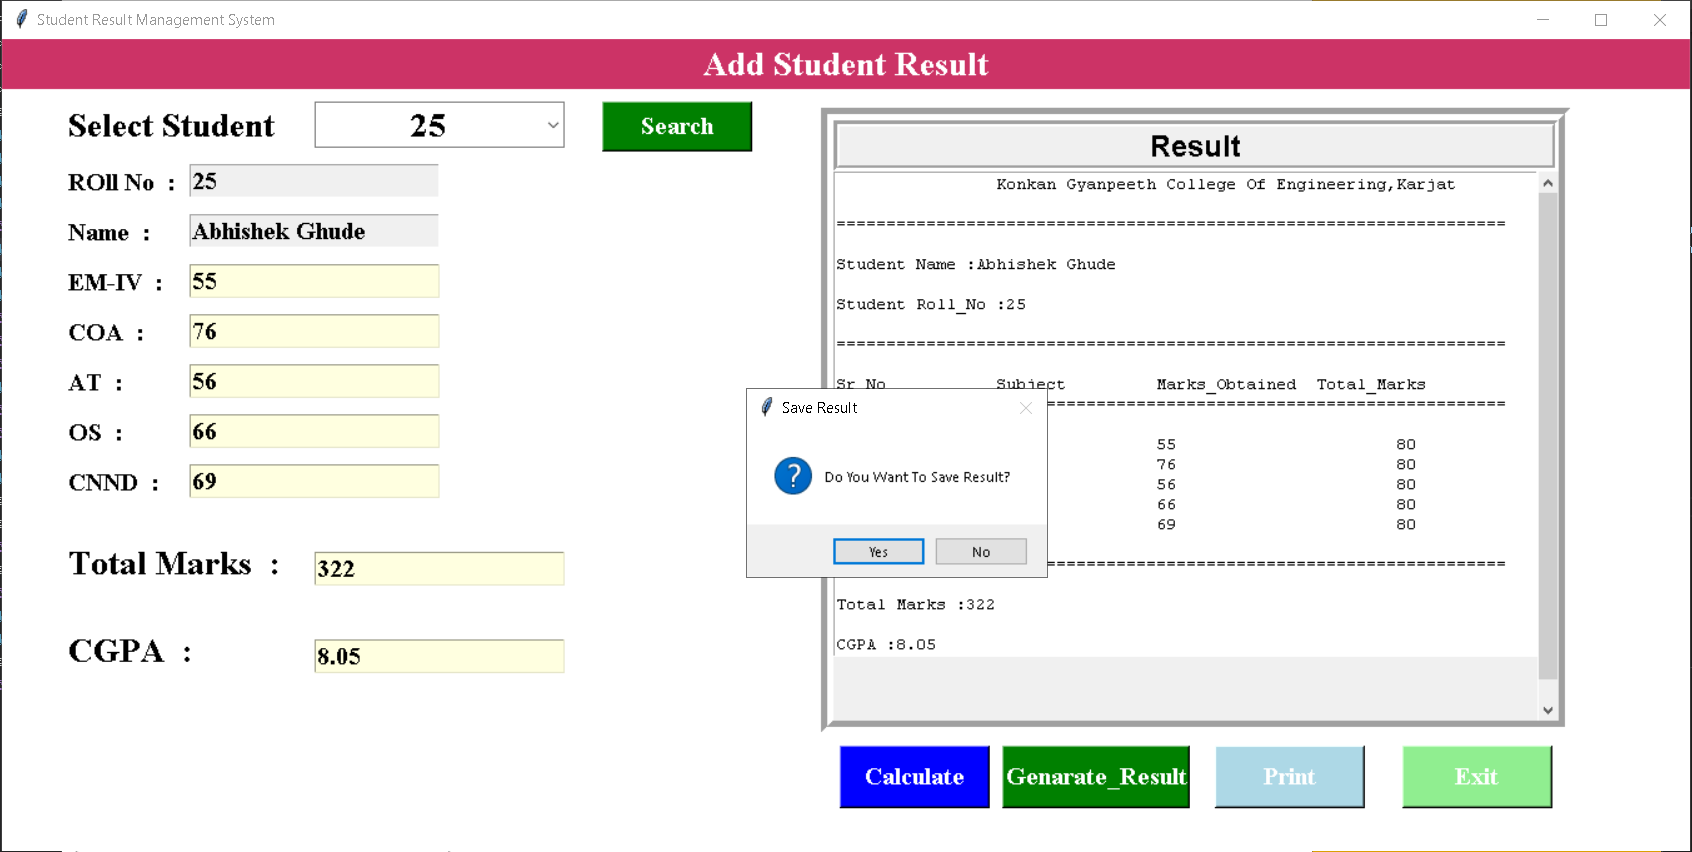 Student Result Management System
Add Student Result
Select Student 25 Search
ROll No : 25
Name : Abhishek Ghude
EM-IV : 55
COA : 76
AT : 56
OS : 66
CNND : 69
Total Marks : 322
CGPA : 8.05
Result
Konkan Gyanpeeth College Of Engineering,Karjat
===================================================================
Student Name :Abhishek Ghude
Student Roll_No :25
===================================================================
Sr No Subject Marks_Obtained Total_Marks
==============================================
55 80
76 80
56 80
66 80
69 80
==============================================
Total Marks :322
CGPA :8.05
Save Result
?
Do You Want To Save Result?
Yes No
Calculate Genarate_Result Print Exit